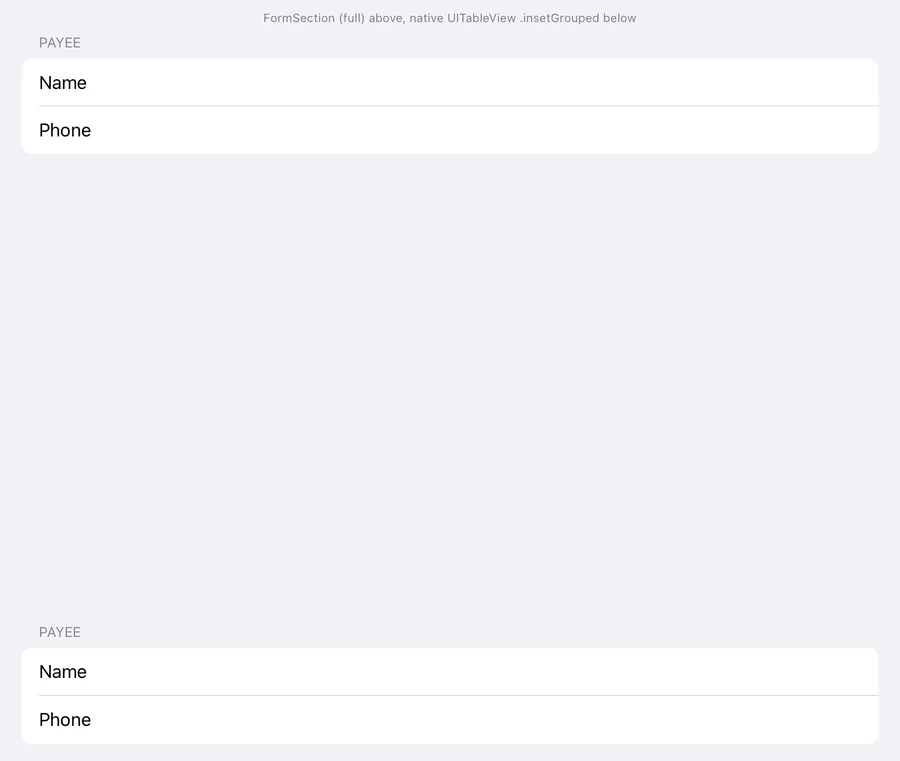 FormSection (full) above, native UITableView .insetGrouped below
PAYEE
Name
Phone
PAYEE
Name
Phone